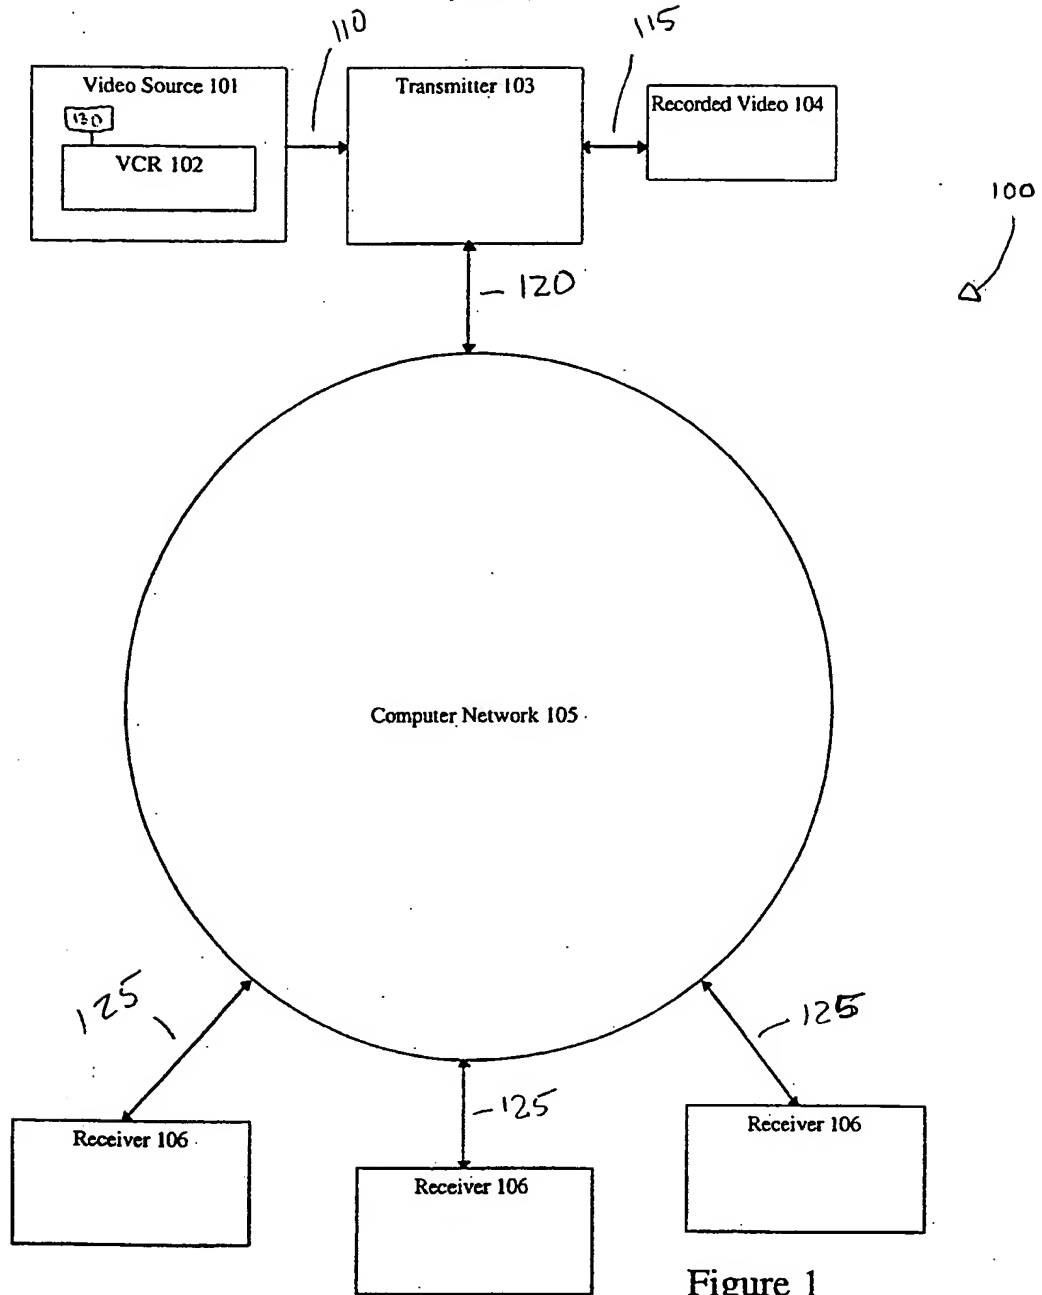 110
115
Video Source 101
130
VCR 102
Transmitter 103
Recorded Video 104
100
120
Computer Network 105
125
125
125
Receiver 106
Receiver 106
Receiver 106
Figure 1